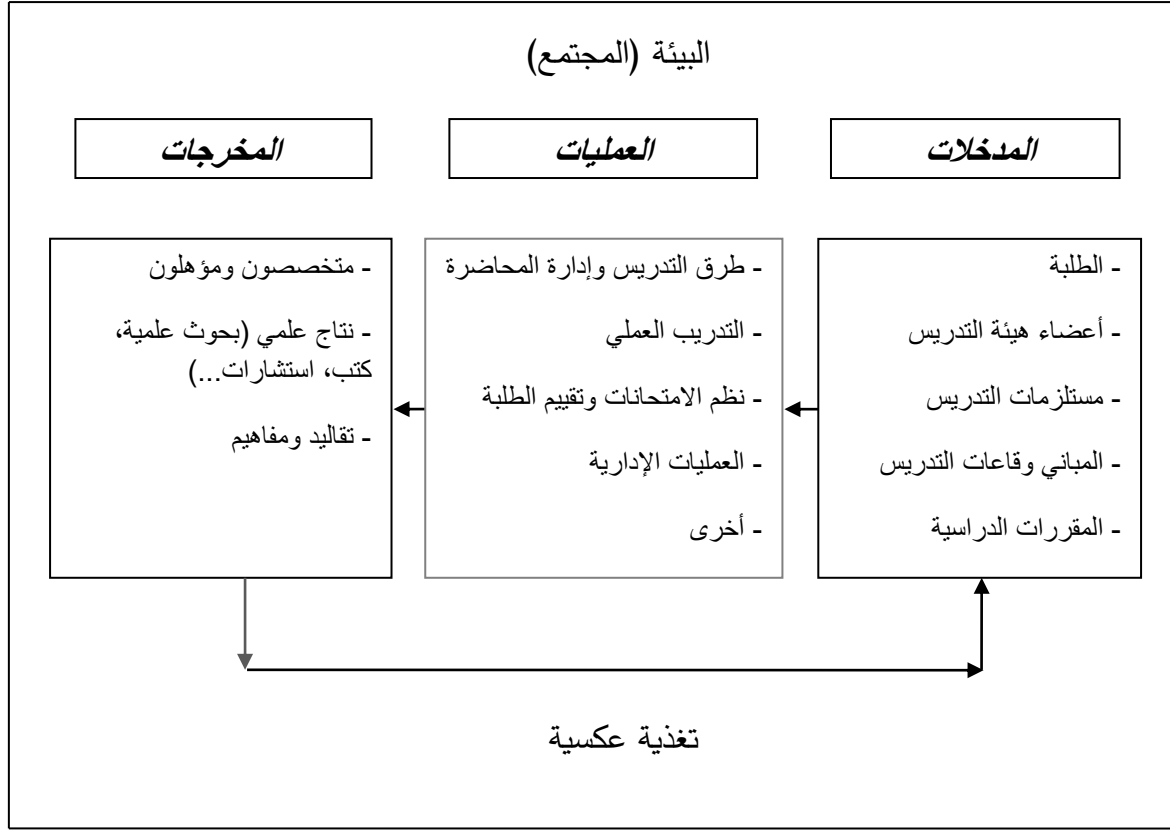 البيئة (المجتمع)
المدخلات
العمليات
المخرجات
- الطلبة
- أعضاء هيئة التدريس
- مستلزمات التدريس
- المباني وقاعات التدريس
- المقررات الدراسية
- طرق التدريس وإدارة المحاضرة
- التدريب العملي
- نظم الامتحانات وتقييم الطلبة
- العمليات الإدارية
- أخرى
- متخصصون ومؤهلون
- نتاج علمي (بحوث علمية،
كتب، استشارات...)
- تقاليد ومفاهيم
تغذية عكسية